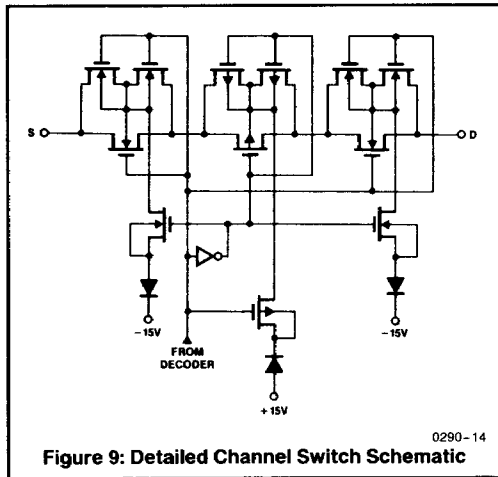 S
D
−15V
−15V
FROM
DECODER
+15V
0290-14
Figure 9: Detailed Channel Switch Schematic